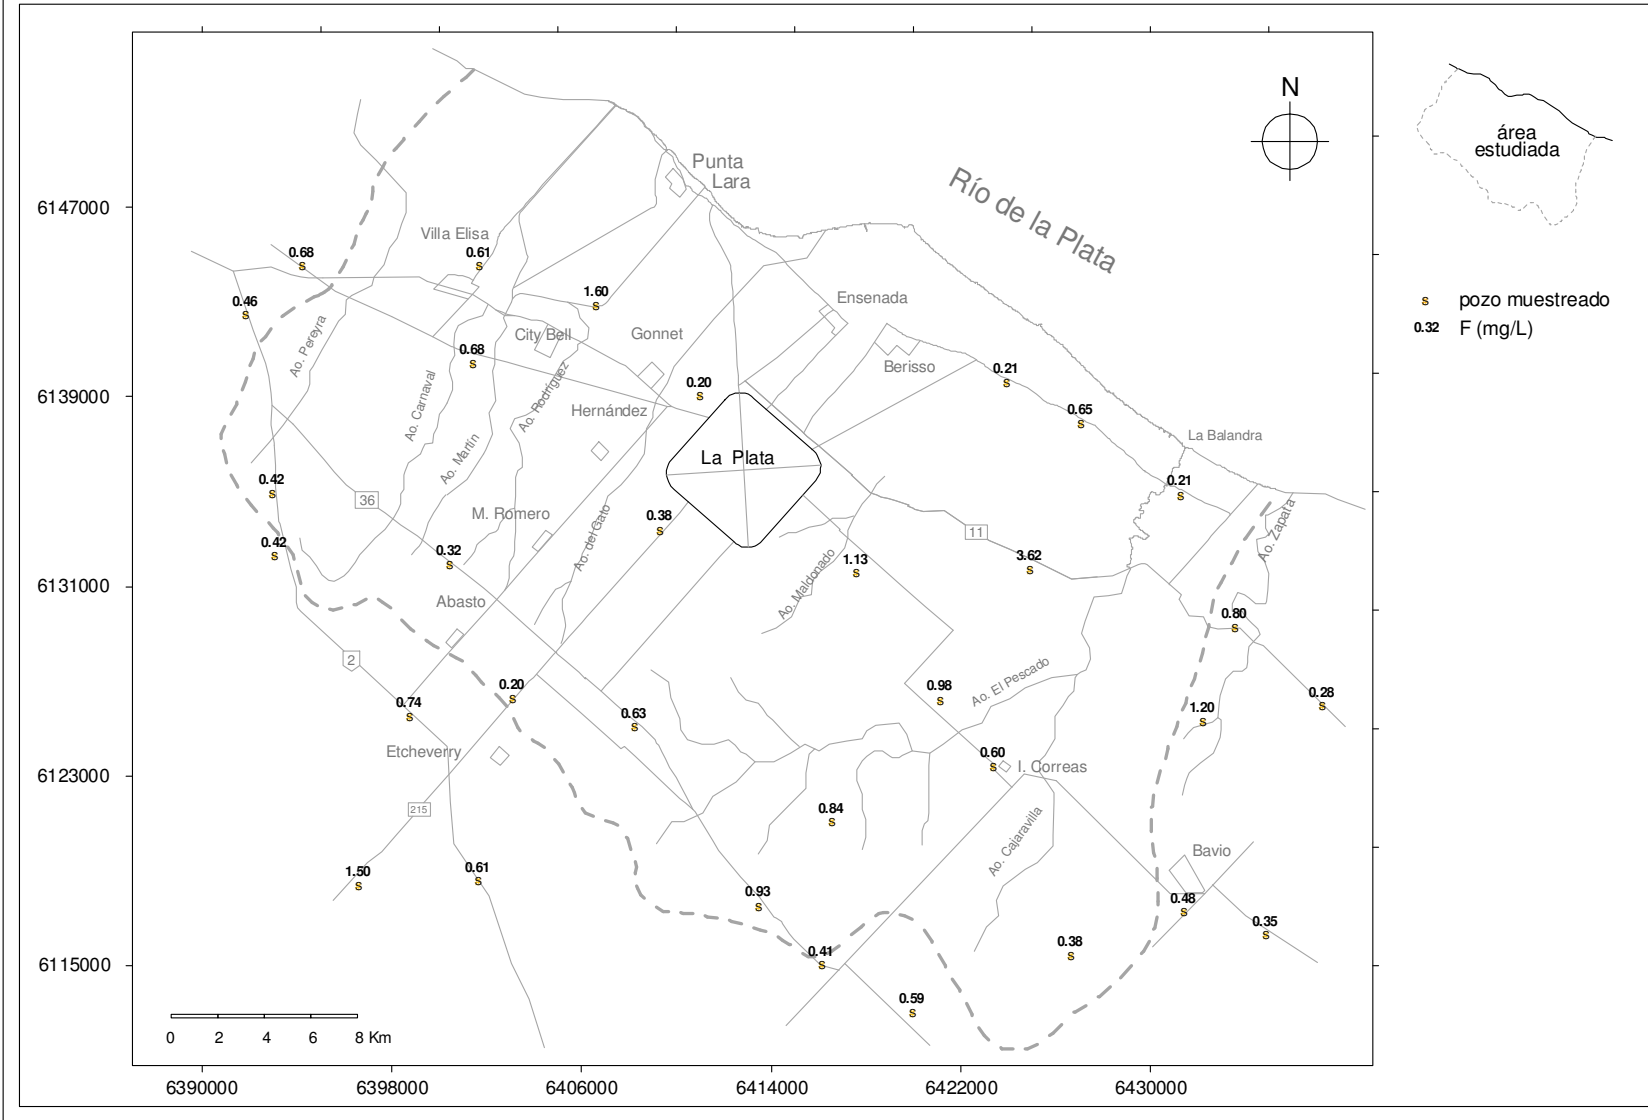 N
área
estudiada
Punta
Lara
Río de la Plata
6147000
Villa Elisa
0.68
s
0.61
s
0.46
s
1.60
s
Ensenada
s pozo muestreado
0.32 F (mg/L)
Ao. Pereyra
City Bell
Gonnet
0.68
s
Berisso
0.21
s
6139000
0.20
s
Ao. Carnaval
Ao. Rodríguez
Hernández
0.65
s
La Balandra
Ao. Martín
La Plata
0.42
s
36
0.21
s
M. Romero
Ao. del Gato
0.38
s
11
Ao. Zapata
0.42
s
0.32
s
1.13
s
3.62
s
6131000
Abasto
Ao. Maldonado
0.80
s
2
Ao. El Pescado
0.74
s
0.20
s
0.63
s
0.98
s
1.20
s
0.28
s
Etcheverry
0.60
s
I. Correas
6123000
215
0.84
s
Ao. Cajaravilla
Bavio
1.50
s
0.61
s
0.93
s
0.48
s
0.35
s
0.41
s
0.38
s
6115000
0.59
s
0 2 4 6 8 Km
6390000 6398000 6406000 6414000 6422000 6430000